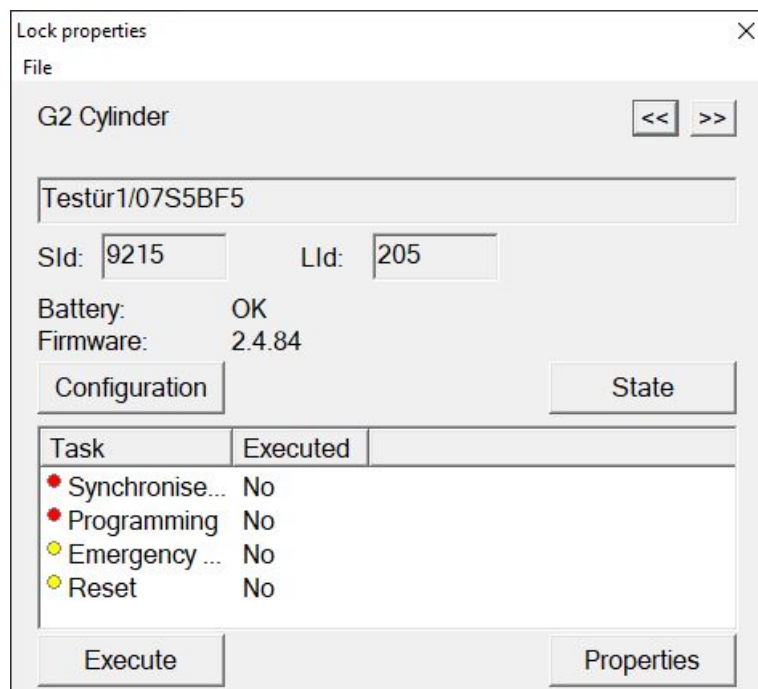 Lock properties
File
G2 Cylinder << >>
Testür1/07S5BF5
SId: 9215 LId: 205
Battery: OK
Firmware: 2.4.84
Configuration State
Task Executed
Synchronise... No
Programming No
Emergency ... No
Reset No
Execute Properties